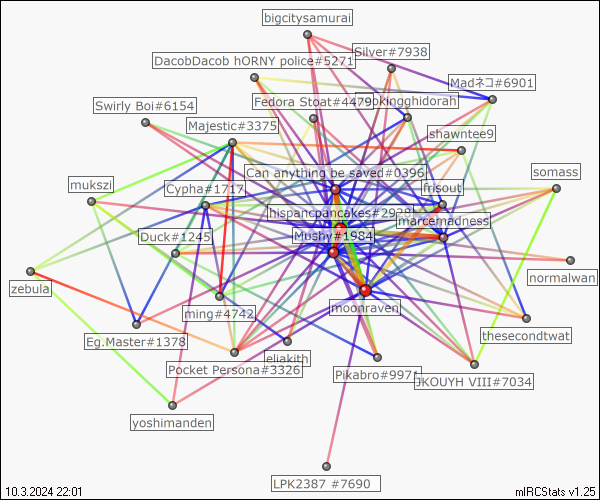 bigcitysamurai
Silver#7938
DacobDacob hORNY police#5271
Madネコ#6901
Swirly Boi#6154
Fedora Stoat#4479
okingghidorah
Majestic#3375
shawntee9
Can anything be saved#0396
somass
mukszi
Cypha#1717
frisout
hispancpancakes#2928
marcemadness
Duck#1245
Mushy#1984
normalwan
zebula
ming#4742
moonraven
thesecondtwat
Eg.Master#1378
eliakith
Pocket Persona#3326
Pikabro#9971
JKOUYH VIII#7034
yoshimanden
LPK2387 #7690
10.3.2024 22:01
mIRCStats v1.25